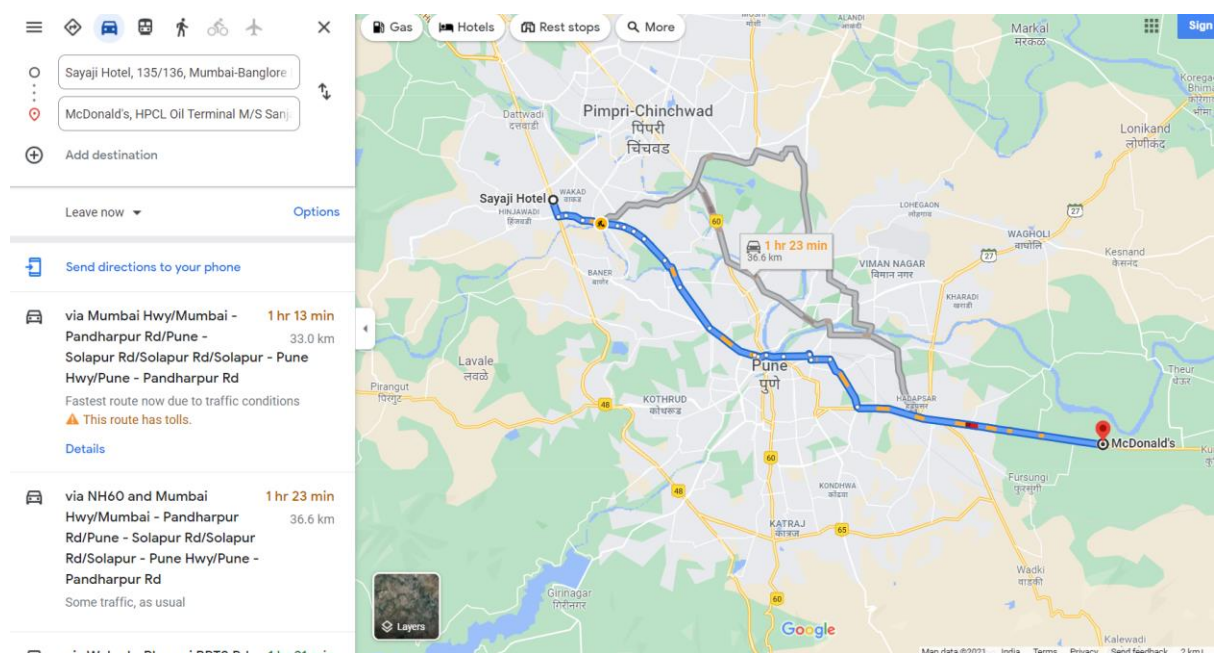 Sayaji Hotel, 135/136, Mumbai-Banglore
McDonald's, HPCL Oil Terminal M/S Sanj
Add destination
Leave now
Options
Send directions to your phone
via Mumbai Hwy/Mumbai - 1 hr 13 min
Pandharpur Rd/Pune - 33.0 km
Solapur Rd/Solapur Rd/Solapur - Pune
Hwy/Pune - Pandharpur Rd
Fastest route now due to traffic conditions
This route has tolls.
Details
via NH60 and Mumbai 1 hr 23 min
Hwy/Mumbai - Pandharpur 36.6 km
Rd/Pune - Solapur Rd/Solapur
Rd/Solapur - Pune Hwy/Pune -
Pandharpur Rd
Some traffic, as usual
Gas
Hotels
Rest stops
More
Sign
ALANDI
आळंदी
Markal
मरकळ
Dattwadi
दत्तवाडी
Pimpri-Chinchwad
पिंपरी
चिंचवड
Lonikand
लोणीकंद
Sayaji Hotel
WAKAD
वाकड
HINJAWADI
हिंजवडी
60
LOHEGAON
लोहगाव
27
WAGHOLI
वाघोली
27
Kesnand
केसनंद
1 hr 23 min
36.6 km
VIMAN NAGAR
विमान नगर
BANER
बाणेर
KHARADI
खराडी
Lavale
लवळे
Pune
पुणे
Theur
थेऊर
Pirangut
पिरंगुट
48
KOTHRUD
कोथरूड
HADAPSAR
हडपसर
McDonald's
60
Fursungi
फुरसुंगी
48
KONDHWA
कोंढवा
KATRAJ
कात्रज
65
Wadki
वाडकी
Girinagar
गिरीनगर
60
Layers
Google
Kalewadi
Map data ©2021 India Terms Privacy Send feedback 2 km